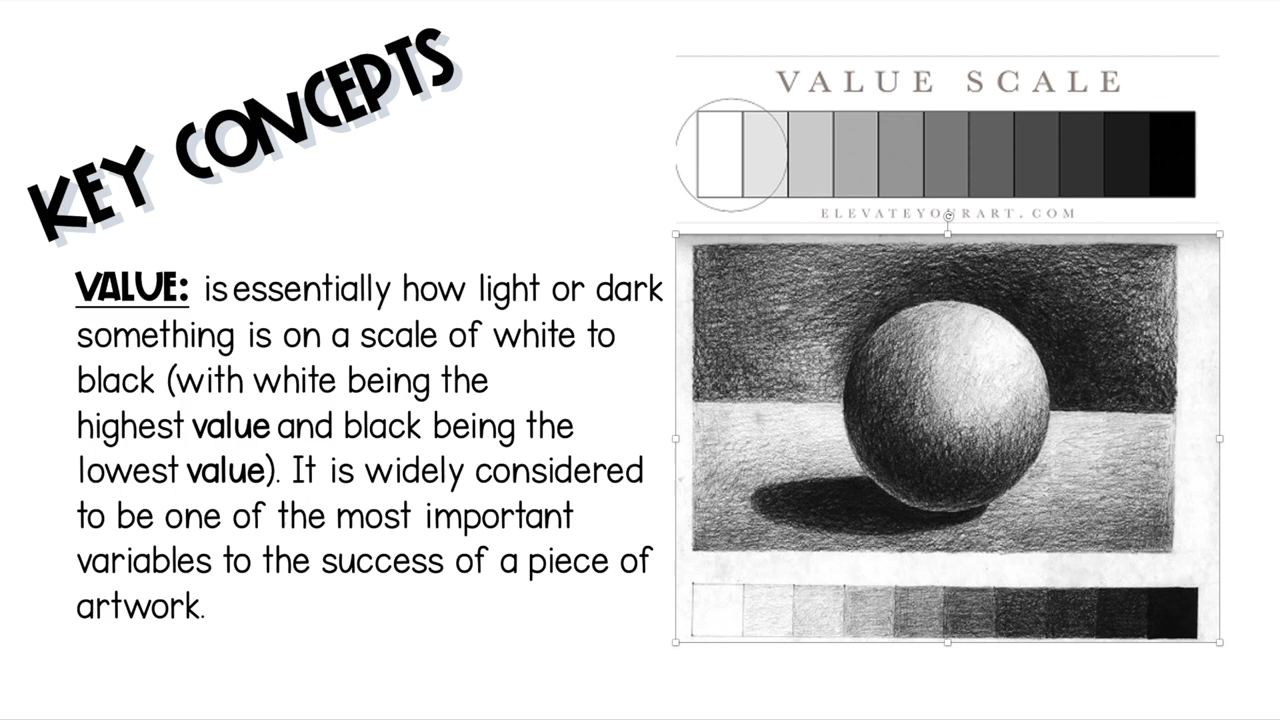 KEY CONCEPTS
VALUE: is essentially how light or dark
something is on a scale of white to
black (with white being the
highest value and black being the
lowest value). It is widely considered
to be one of the most important
variables to the success of a piece of
artwork.
VALUE SCALE
ELEVATEYOURART.COM